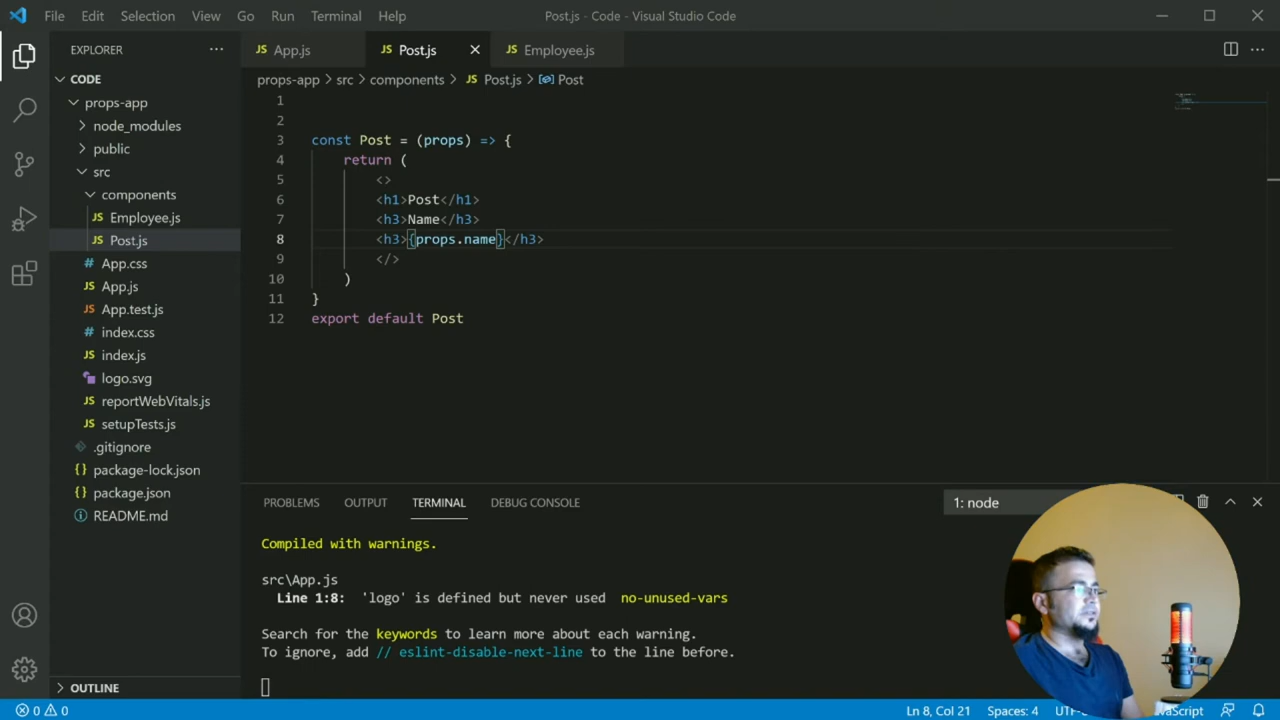 File Edit Selection View Go Run Terminal Help Post.js - Code - Visual Studio Code
EXPLORER
JS App.js JS Post.js JS Employee.js
CODE
props-app > src > components > JS Post.js > Post
props-app
node_modules
public
src
components
JS Employee.js
JS Post.js
# App.css
JS App.js
JS App.test.js
# index.css
JS index.js
logo.svg
JS reportWebVitals.js
JS setupTests.js
.gitignore
{} package-lock.json
{} package.json
README.md
OUTLINE
1
2
3 const Post = (props) => {
4 return (
5 <>
6 <h1>Post</h1>
7 <h3>Name</h3>
8 <h3>{props.name}</h3>
9 </>
10 )
11 }
12 export default Post
PROBLEMS OUTPUT TERMINAL DEBUG CONSOLE 1: node
Compiled with warnings.
src\App.js
Line 1:8: 'logo' is defined but never used no-unused-vars
Search for the keywords to learn more about each warning.
To ignore, add // eslint-disable-next-line to the line before.
0 0 Ln 8, Col 21 Spaces: 4